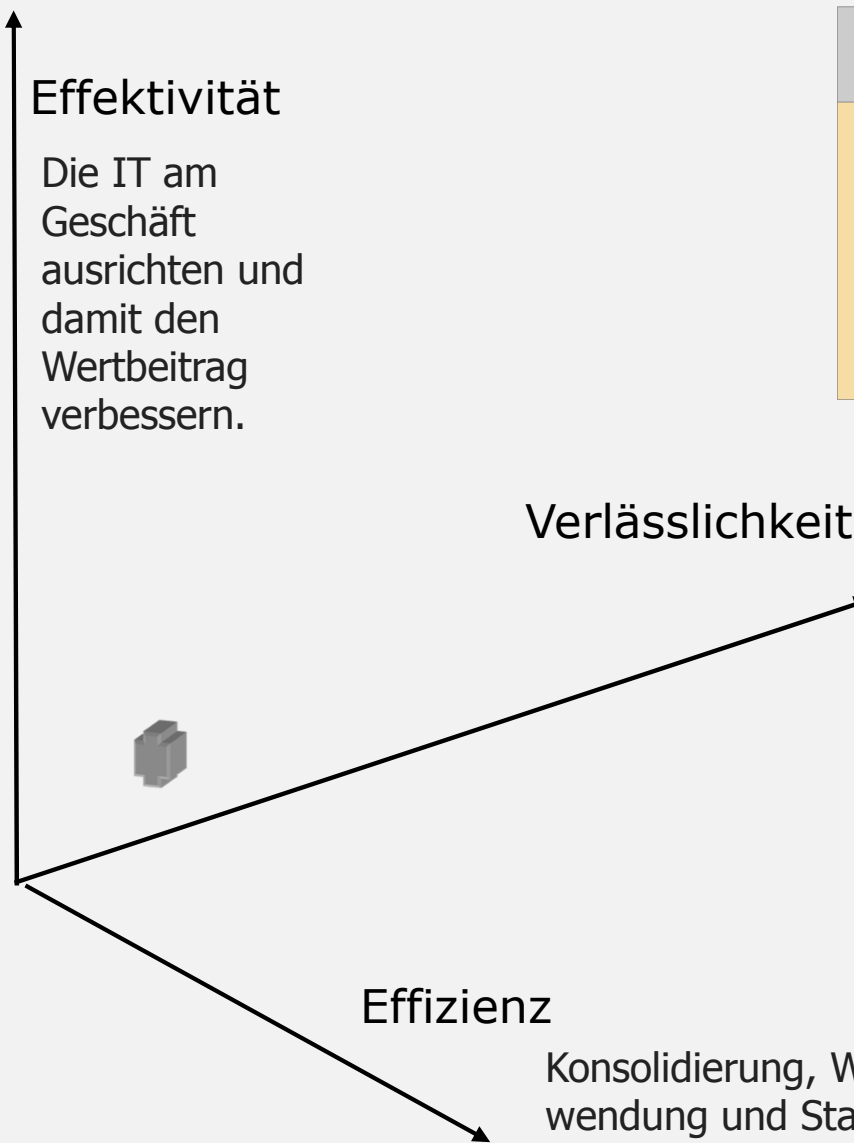 Effektivität
Die IT am
Geschäft
ausrichten und
damit den
Wertbeitrag
verbessern.
Verlässlichkeit
Effizienz
Konsolidierung, W
wendung und Sta